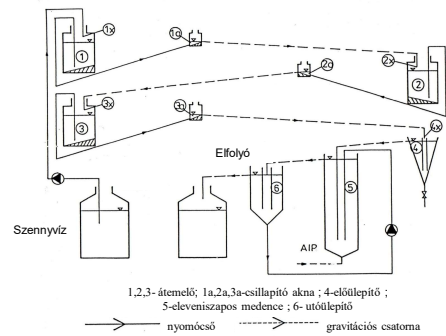 1x
1a
2x
1
2a
2
3x
3a
3
4x
4
Elfolyó
6
5
Szennyvíz
AIP
1,2,3- átemelő; 1a,2a,3a-csillapító akna ; 4-előülepítő ;
5-eleveniszapos medence ; 6- utóülepítő
nyomócső
gravitációs csatorna